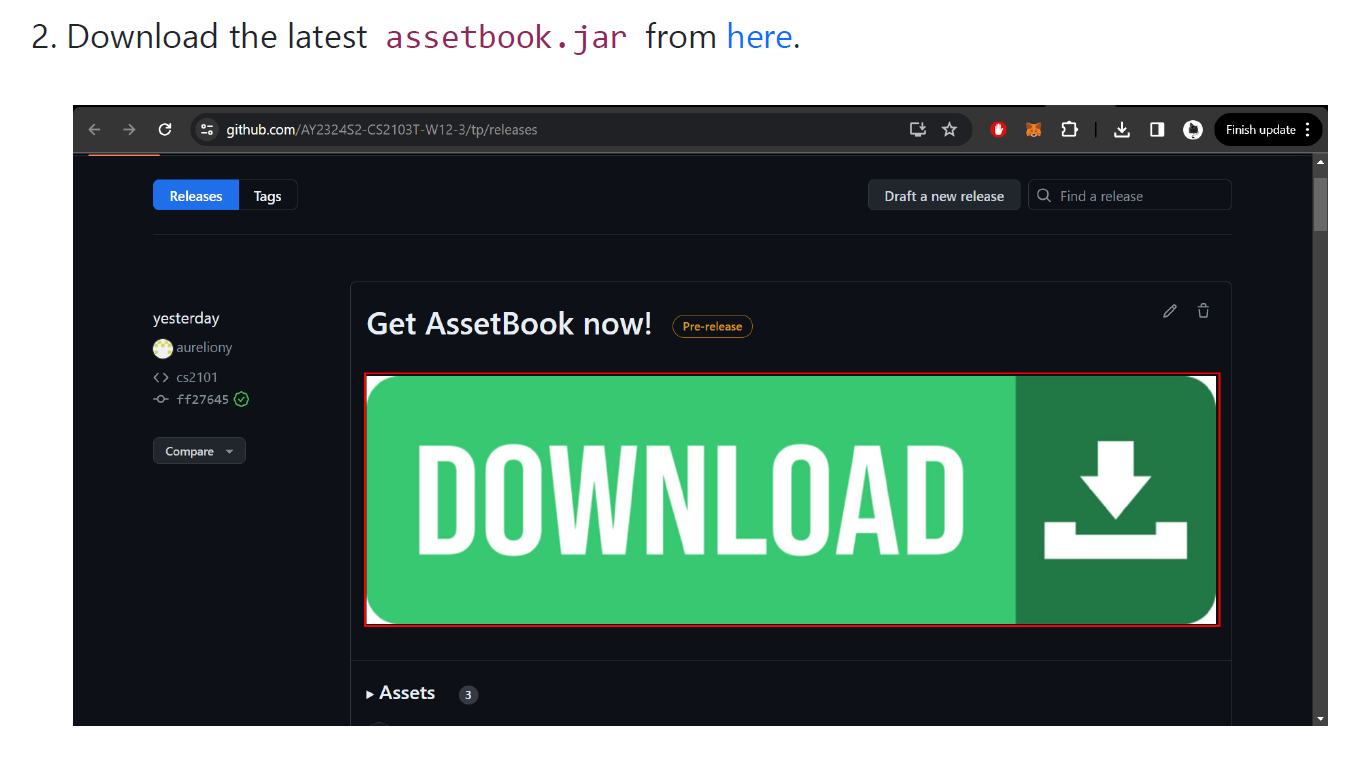 2. Download the latest assetbook.jar from here.
github.com/AY2324S2-CS2103T-W12-3/tp/releases
Finish update
Releases
Tags
Draft a new release
Find a release
yesterday
aureliony
cs2101
ff27645
Compare
Get AssetBook now!
Pre-release
DOWNLOAD
Assets 3